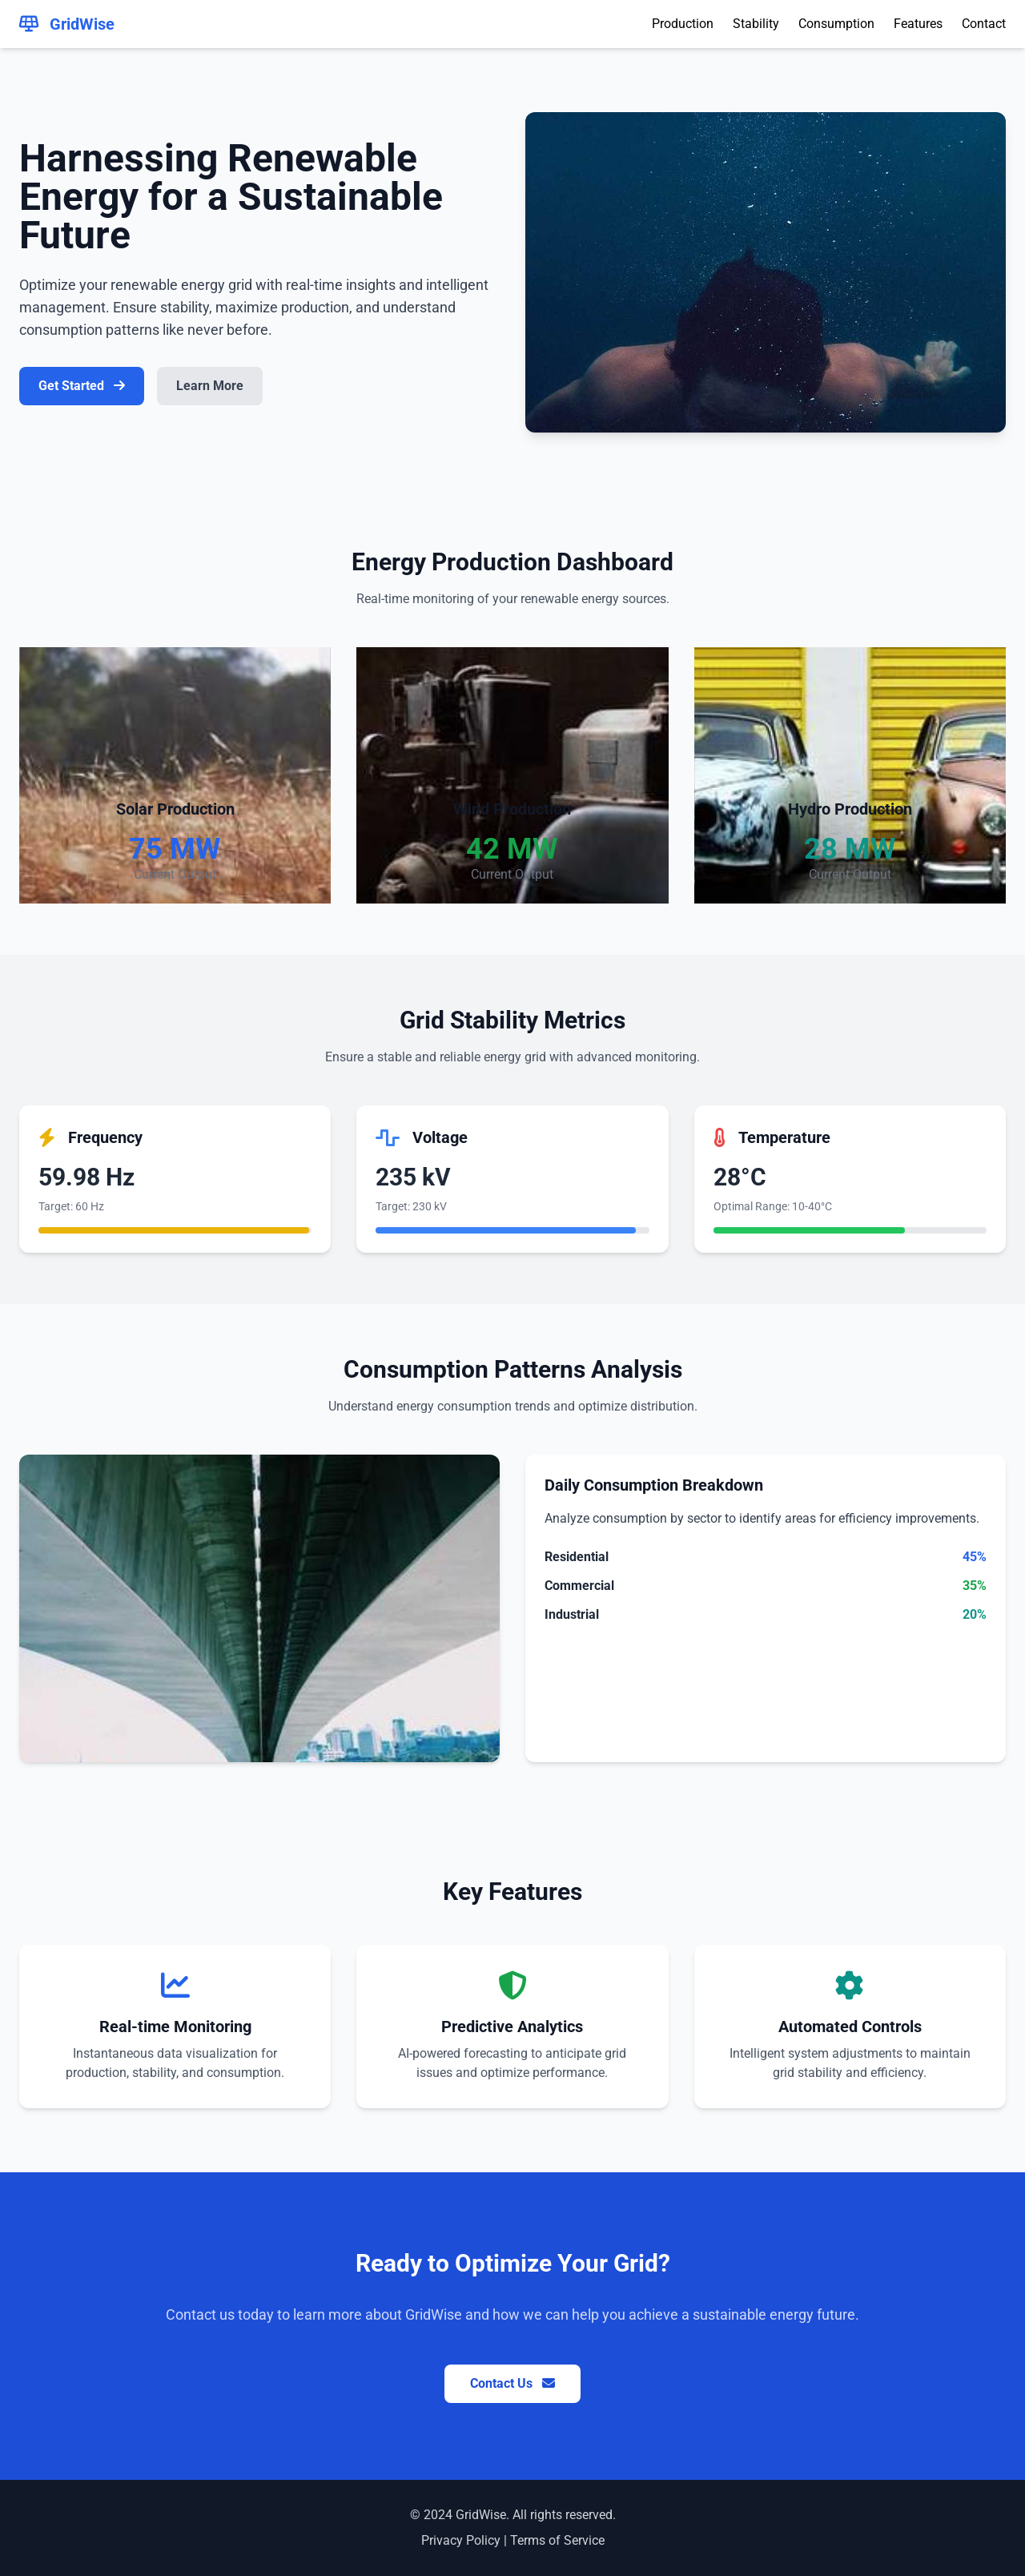 GridWise
Production Stability Consumption Features Contact
Harnessing Renewable
Energy for a Sustainable
Future
Optimize your renewable energy grid with real-time insights and intelligent
management. Ensure stability, maximize production, and understand
consumption patterns like never before.
Get Started
Learn More
Energy Production Dashboard
Real-time monitoring of your renewable energy sources.
Solar Production
75 MW
Current Output
Wind Production
42 MW
Current Output
Hydro Production
28 MW
Current Output
Grid Stability Metrics
Ensure a stable and reliable energy grid with advanced monitoring.
Frequency
59.98 Hz
Target: 60 Hz
Voltage
235 kV
Target: 230 kV
Temperature
28°C
Optimal Range: 10-40°C
Consumption Patterns Analysis
Understand energy consumption trends and optimize distribution.
Daily Consumption Breakdown
Analyze consumption by sector to identify areas for efficiency improvements.
Residential 45%
Commercial 35%
Industrial 20%
Key Features
Real-time Monitoring
Instantaneous data visualization for
production, stability, and consumption.
Predictive Analytics
AI-powered forecasting to anticipate grid
issues and optimize performance.
Automated Controls
Intelligent system adjustments to maintain
grid stability and efficiency.
Ready to Optimize Your Grid?
Contact us today to learn more about GridWise and how we can help you achieve a sustainable energy future.
Contact Us
© 2024 GridWise. All rights reserved.
Privacy Policy | Terms of Service